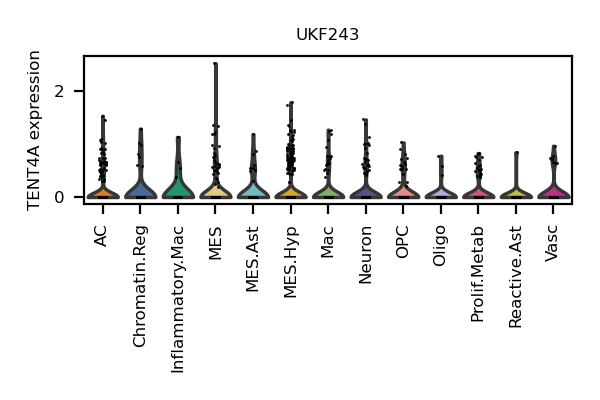 UKF243
TENT4A expression
2
0
AC
Chromatin.Reg
Inflammatory.Mac
MES
MES.Ast
MES.Hyp
Mac
Neuron
OPC
Oligo
Prolif.Metab
Reactive.Ast
Vasc